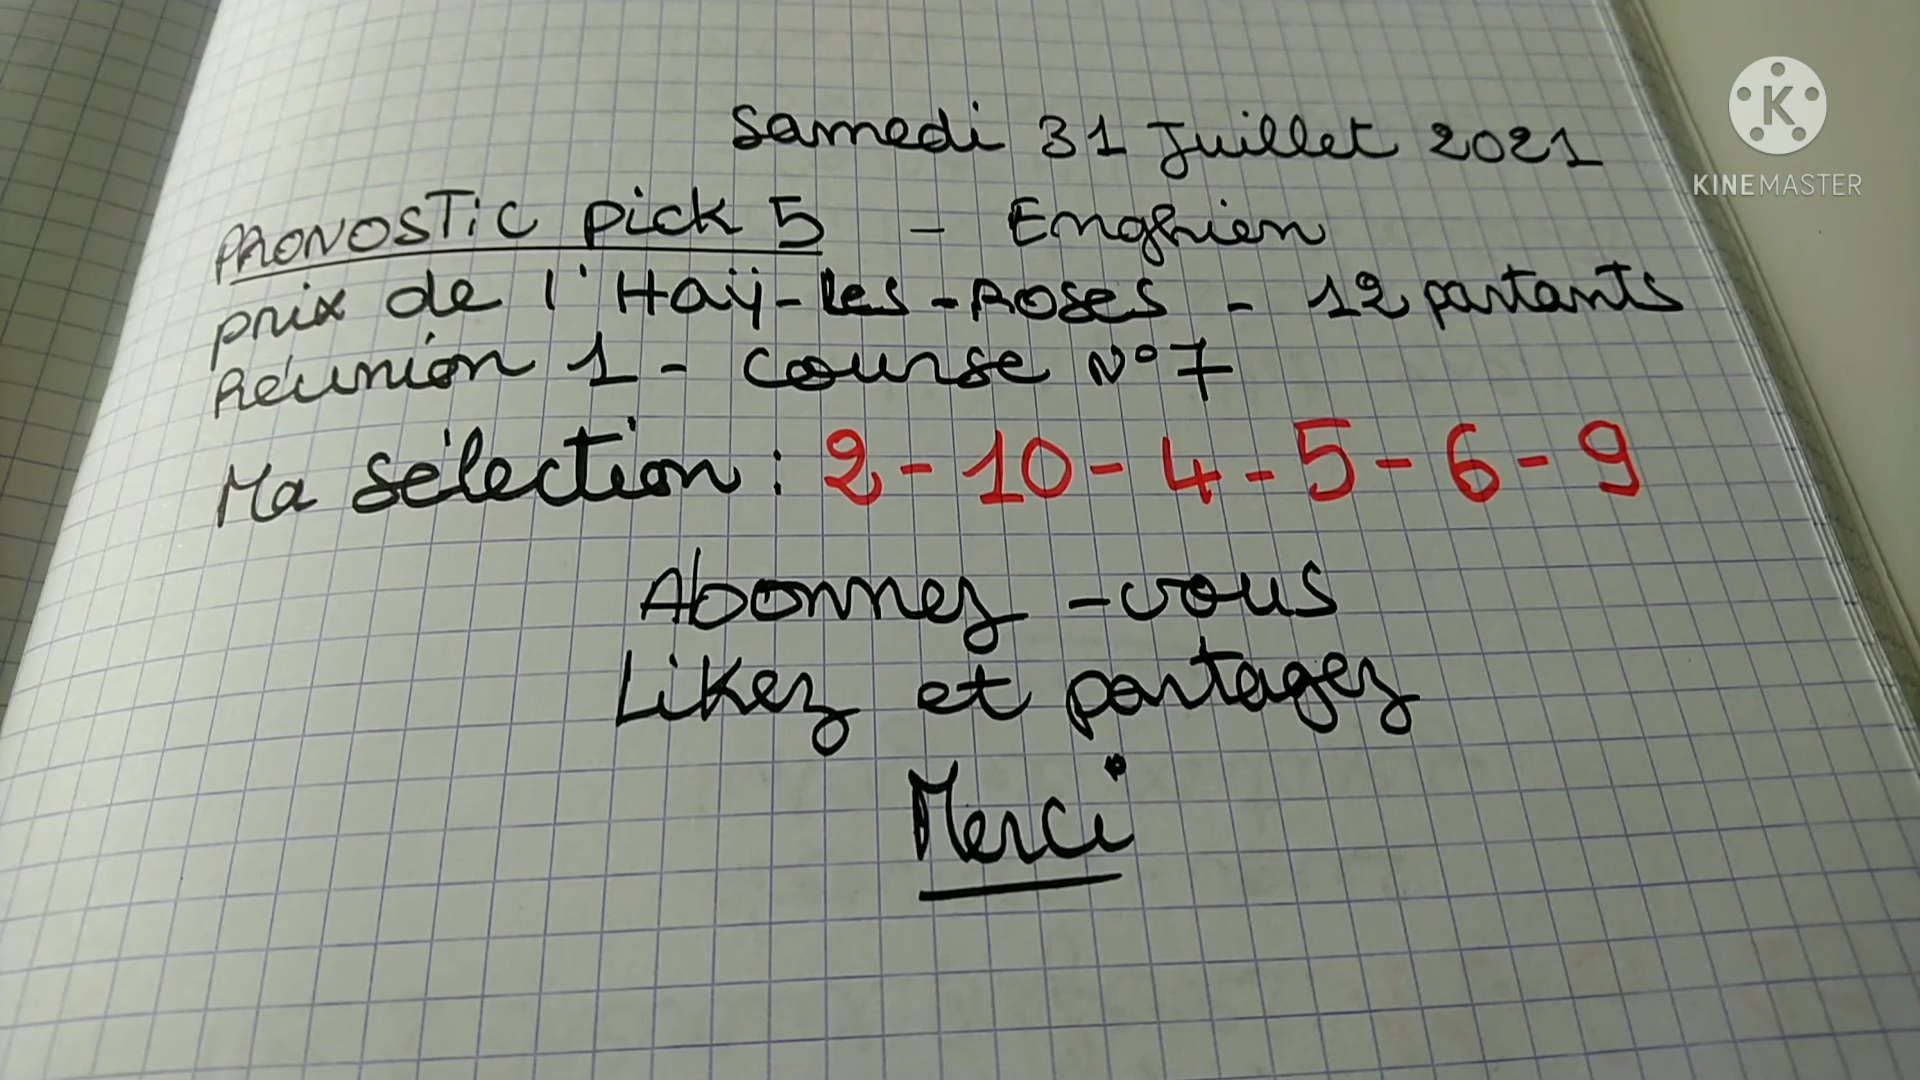 Samedi 31 Juillet 2021
PRONOSTIC Pick 5 - Enghien
prix de l'Haÿ-les-Roses - 12 partants
Réunion 1 - course N°7
Ma sélection : 2 - 10 - 4 - 5 - 6 - 9
Abonnez-vous
Likez et partagez
Merci
K
KINEMASTER